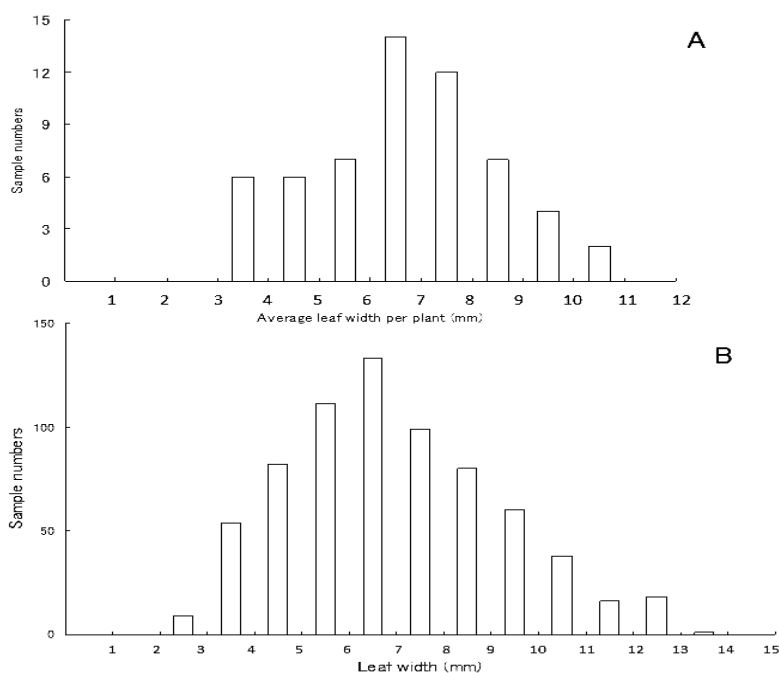 A
15
12
9
6
3
0
Sample numbers
1 2 3 4 5 6 7 8 9 10 11 12
Average leaf width per plant (mm)
B
150
100
50
0
Sample numbers
1 2 3 4 5 6 7 8 9 10 11 12 13 14 15
Leaf width (mm)